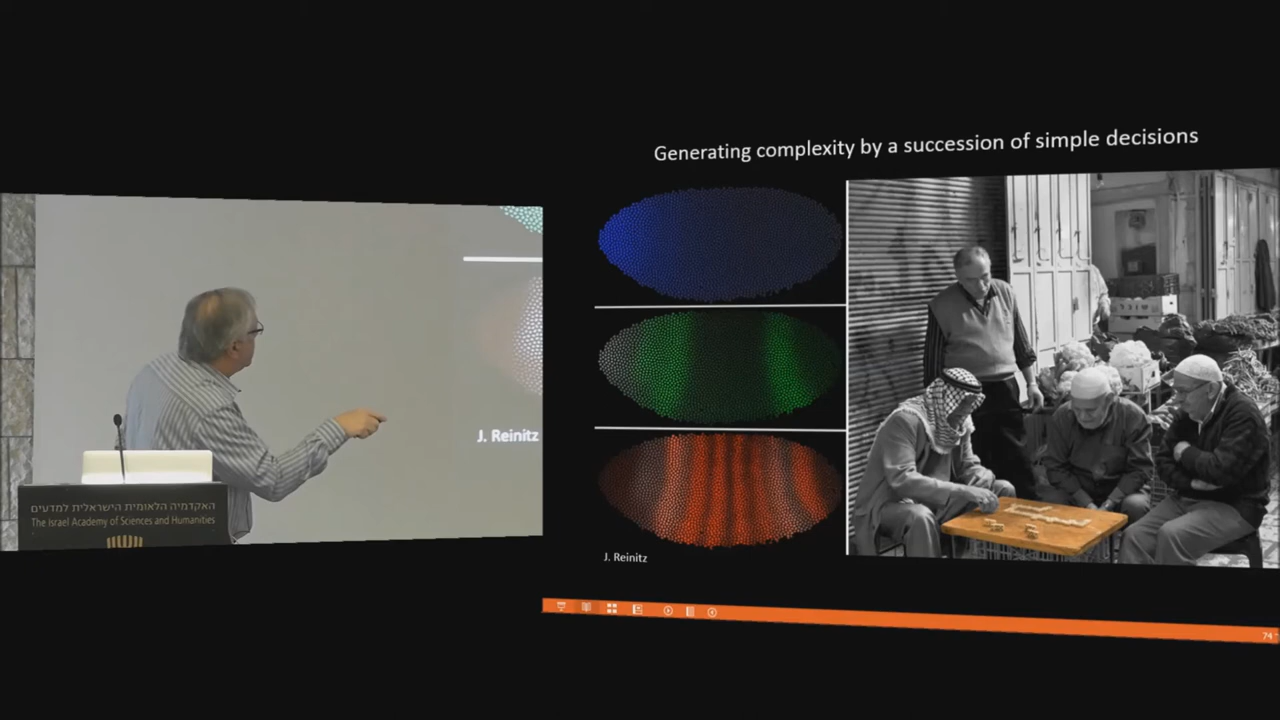 Generating complexity by a succession of simple decisions
J. Reinitz
האקדמיה הלאומית הישראלית למדעים
The Israel Academy of Sciences and Humanities
J. Reinitz
74